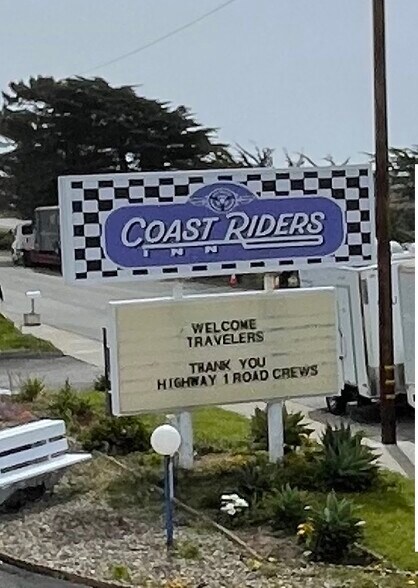 COAST RIDERS
INN
WELCOME
TRAVELERS
THANK YOU
HIGHWAY 1 ROAD CREWS